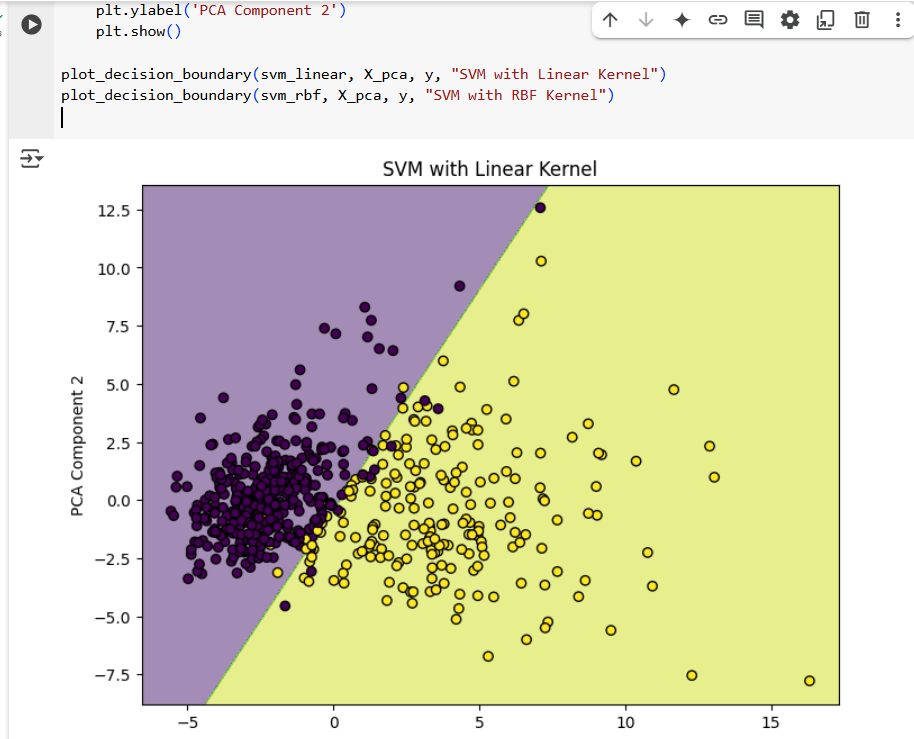 plt.ylabel('PCA Component 2')
plt.show()
plot_decision_boundary(svm_linear, X_pca, y, "SVM with Linear Kernel")
plot_decision_boundary(svm_rbf, X_pca, y, "SVM with RBF Kernel")
SVM with Linear Kernel
12.5
10.0
7.5
5.0
2.5
0.0
−2.5
−5.0
−7.5
PCA Component 2
−5
0
5
10
15